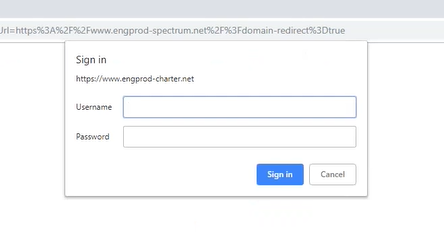 Url=https%3A%2F%2Fwww.engprod-spectrum.net%2F%3Fdomain-redirect%3Dtrue
Sign in
https://www.engprod-charter.net
Username
Password
Sign in
Cancel